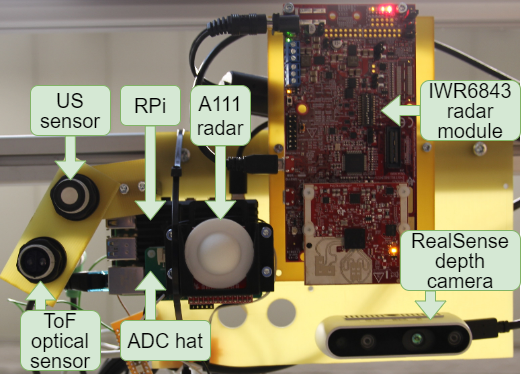 US
sensor
RPi
A111
radar
IWR6843
radar
module
RealSense
depth
camera
ToF
optical
sensor
ADC hat